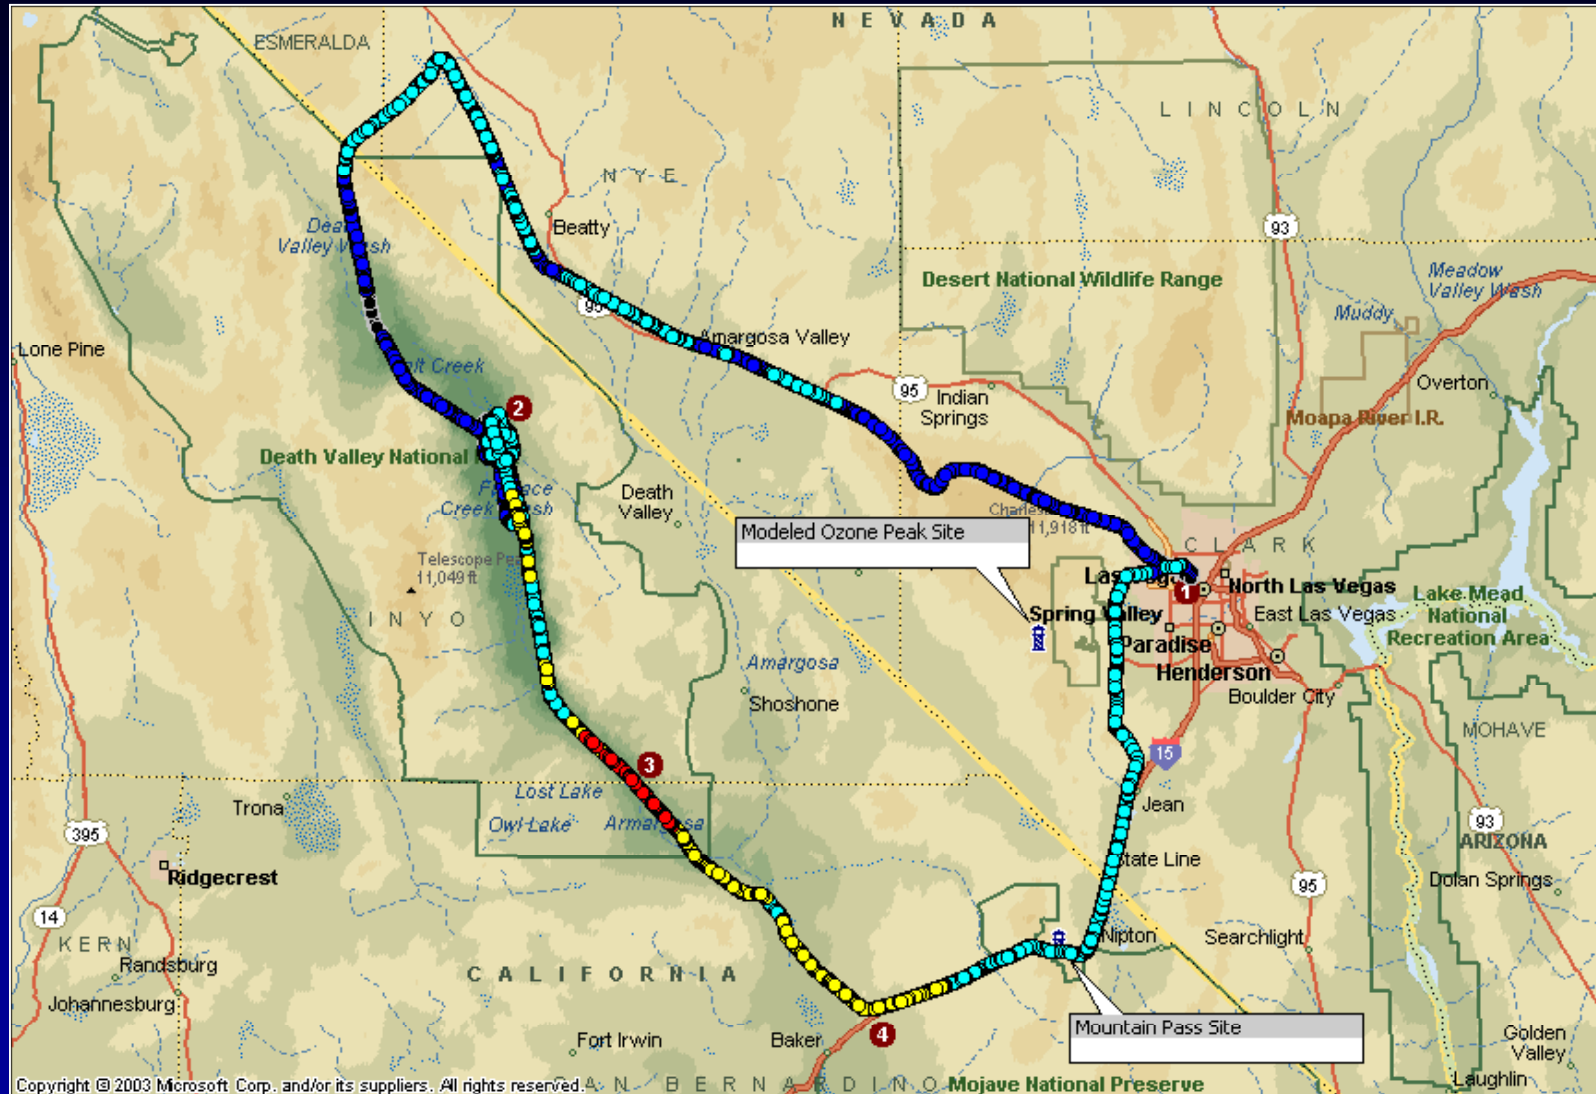 NEVADA
ESMERALDA
LINCOLN
NYE
Death
Valley Wash
Beatty
93
Desert National Wildlife Range
Meadow
Valley Wash
Muddy
95
Amargosa Valley
Lone Pine
Creek
95
Indian
Springs
Overton
2
Moapa River I.R.
Death Valley National
Furnace
Creek Wash
Death
Valley
Charles
11,918 ft
Modeled Ozone Peak Site
CLARK
Telescope Pea
11,049 ft
Las Vega
1
North Las Vegas
Lake Mead
National
Recreation Area
INYO
Spring Valley
East Las Vegas
Paradise
Henderson
Amargosa
Boulder City
Shoshone
MOHAVE
15
3
Trona
Lost Lake
Owl Lake
Armargosa
Jean
395
93
ARIZONA
State Line
Ridgecrest
95
Dolan Springs
14
KERN
Nipton
Searchlight
Randsburg
CALIFORNIA
Johannesburg
Mountain Pass Site
4
Fort Irwin
Baker
Golden
Valley
Copyright © 2003 Microsoft Corp. and/or its suppliers. All rights reserved.
AN BERNARDINO
Mojave National Preserve
Laughlin